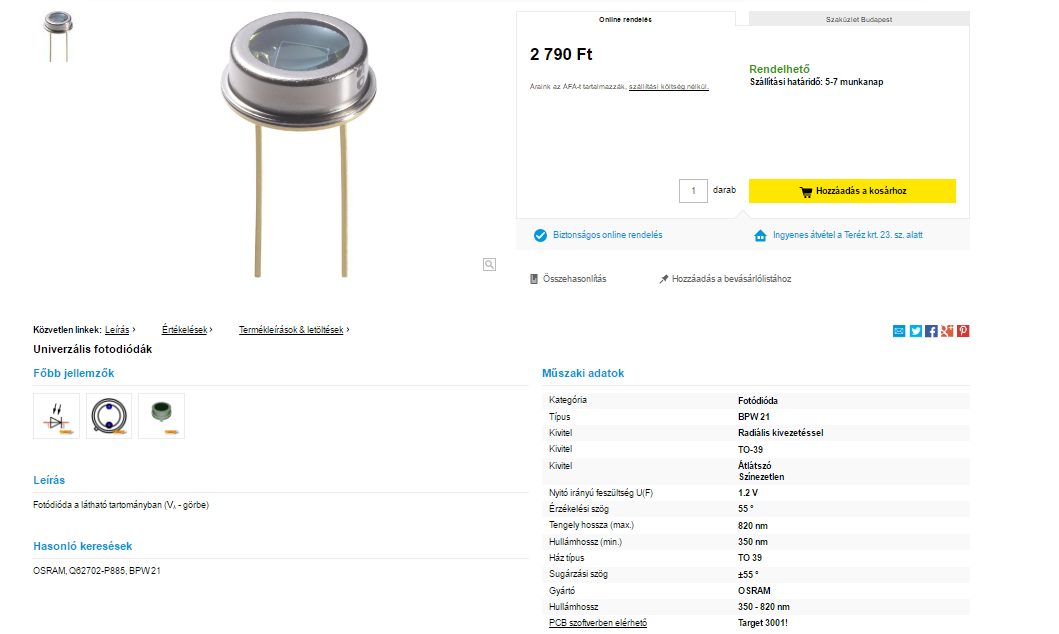 Online rendelés
Szaküzlet Budapest
2 790 Ft
Rendelhető
Szállítási határidő: 5-7 munkanap
Áraink az ÁFA-t tartalmazzák, szállítási költség nélkül.
1 darab
Hozzáadás a kosárhoz
Biztonságos online rendelés
Ingyenes átvétel a Teréz krt. 23. sz. alatt
Összehasonlítás
Hozzáadás a bevásárlólistához
Közvetlen linkek: Leírás › Értékelések › Termékleírások & letöltések ›
Univerzális fotodiódák
Főbb jellemzők
Leírás
Fotódióda a látható tartományban (Vλ - görbe)
Hasonló keresések
OSRAM, Q62702-P885, BPW21
Műszaki adatok
Kategória Fotódióda
Típus BPW 21
Kivitel Radiális kivezetéssel
Kivitel TO-39
Kivitel Átlátszó
Színezetlen
Nyitó irányú feszültség U(F) 1.2 V
Érzékelési szög 55 °
Tengely hossza (max.) 820 nm
Hullámhossz (min.) 350 nm
Ház típus TO 39
Sugárzási szög ±55 °
Gyártó OSRAM
Hullámhossz 350 - 820 nm
PCB szoftverben elérhető Target 3001!